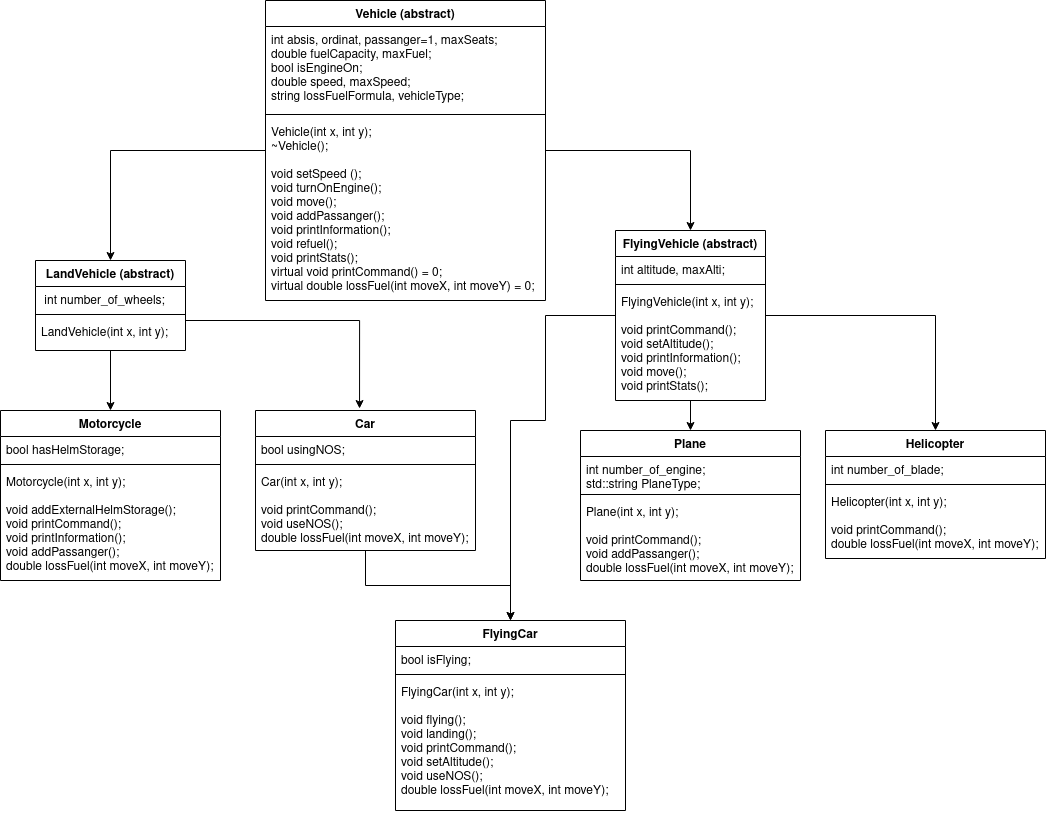 Vehicle (abstract)
int absis, ordinat, passanger=1, maxSeats;
double fuelCapacity, maxFuel;
bool isEngineOn;
double speed, maxSpeed;
string lossFuelFormula, vehicleType;
Vehicle(int x, int y);
~Vehicle();
void setSpeed ();
void turnOnEngine();
void move();
void addPassanger();
void printInformation();
void refuel();
void printStats();
virtual void printCommand() = 0;
virtual double lossFuel(int moveX, int moveY) = 0;
LandVehicle (abstract)
int number_of_wheels;
LandVehicle(int x, int y);
FlyingVehicle (abstract)
int altitude, maxAlti;
FlyingVehicle(int x, int y);
void printCommand();
void setAltitude();
void printInformation();
void move();
void printStats();
Motorcycle
bool hasHelmStorage;
Motorcycle(int x, int y);
void addExternalHelmStorage();
void printCommand();
void printInformation();
void addPassanger();
double lossFuel(int moveX, int moveY);
Car
bool usingNOS;
Car(int x, int y);
void printCommand();
void useNOS();
double lossFuel(int moveX, int moveY);
Plane
int number_of_engine;
std::string PlaneType;
Plane(int x, int y);
void printCommand();
void addPassanger();
double lossFuel(int moveX, int moveY);
Helicopter
int number_of_blade;
Helicopter(int x, int y);
void printCommand();
double lossFuel(int moveX, int moveY);
FlyingCar
bool isFlying;
FlyingCar(int x, int y);
void flying();
void landing();
void printCommand();
void setAltitude();
void useNOS();
double lossFuel(int moveX, int moveY);